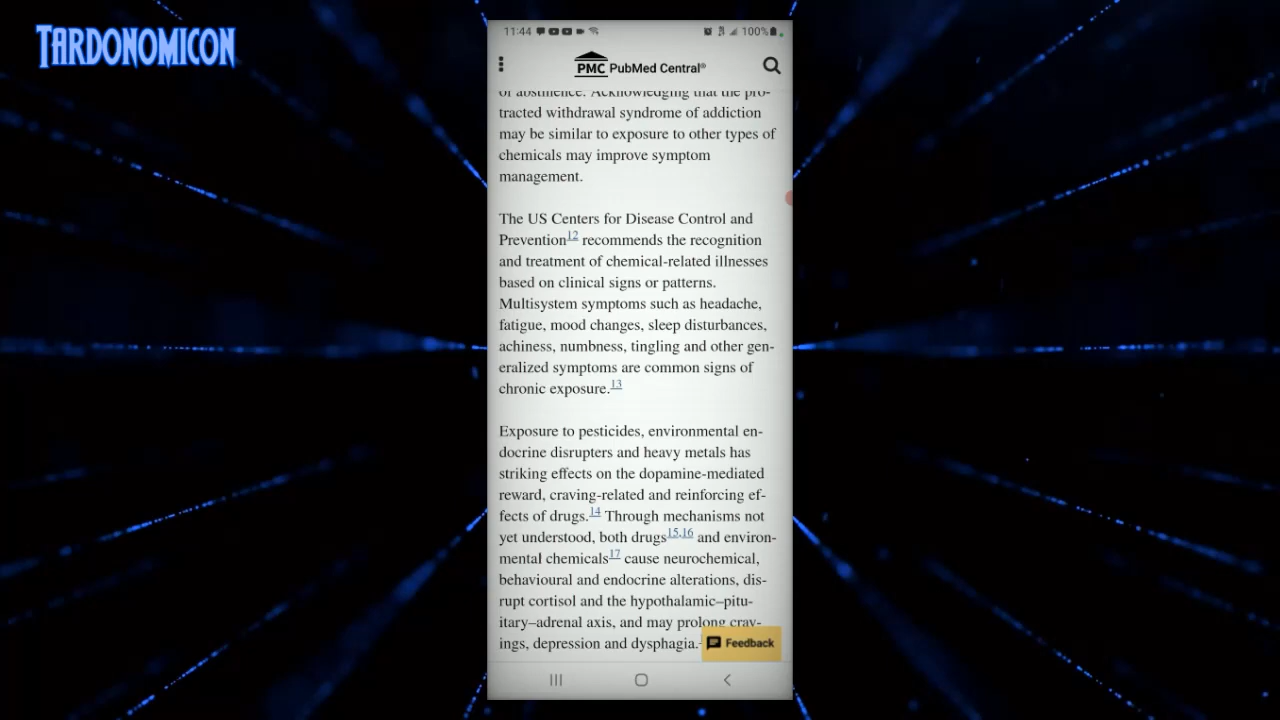 TARDONOMICON
11:44
100%
PMC PubMed Central®
of abstinence. Acknowledging that the pro-
tracted withdrawal syndrome of addiction
may be similar to exposure to other types of
chemicals may improve symptom
management.
The US Centers for Disease Control and
Prevention12 recommends the recognition
and treatment of chemical-related illnesses
based on clinical signs or patterns.
Multisystem symptoms such as headache,
fatigue, mood changes, sleep disturbances,
achiness, numbness, tingling and other gen-
eralized symptoms are common signs of
chronic exposure.13
Exposure to pesticides, environmental en-
docrine disrupters and heavy metals has
striking effects on the dopamine-mediated
reward, craving-related and reinforcing ef-
fects of drugs.14 Through mechanisms not
yet understood, both drugs15,16 and environ-
mental chemicals17 cause neurochemical,
behavioural and endocrine alterations, dis-
rupt cortisol and the hypothalamic–pitu-
itary–adrenal axis, and may prolong crav-
ings, depression and dysphagia.
Feedback